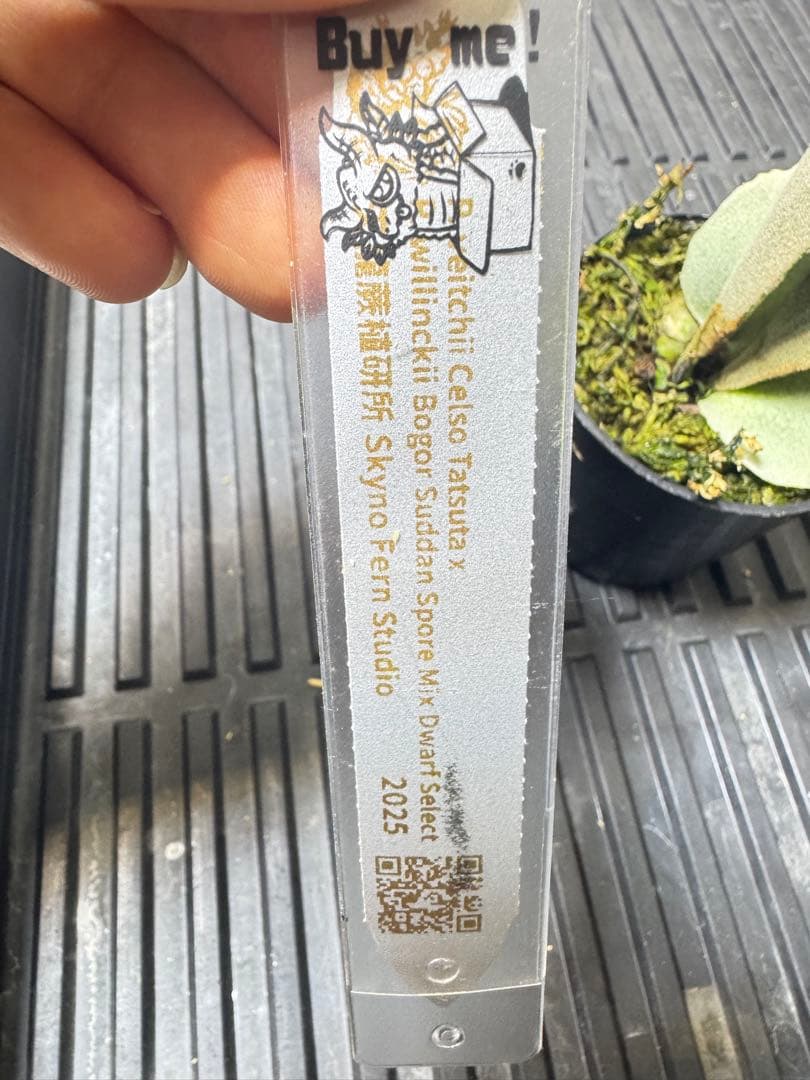 Buy me!
P. veitchii Celso Tatsuta x
willinckii Bogor Suddan Spore Mix Dwarf Select
蕨植研所 Skyno Fern Studio
2025